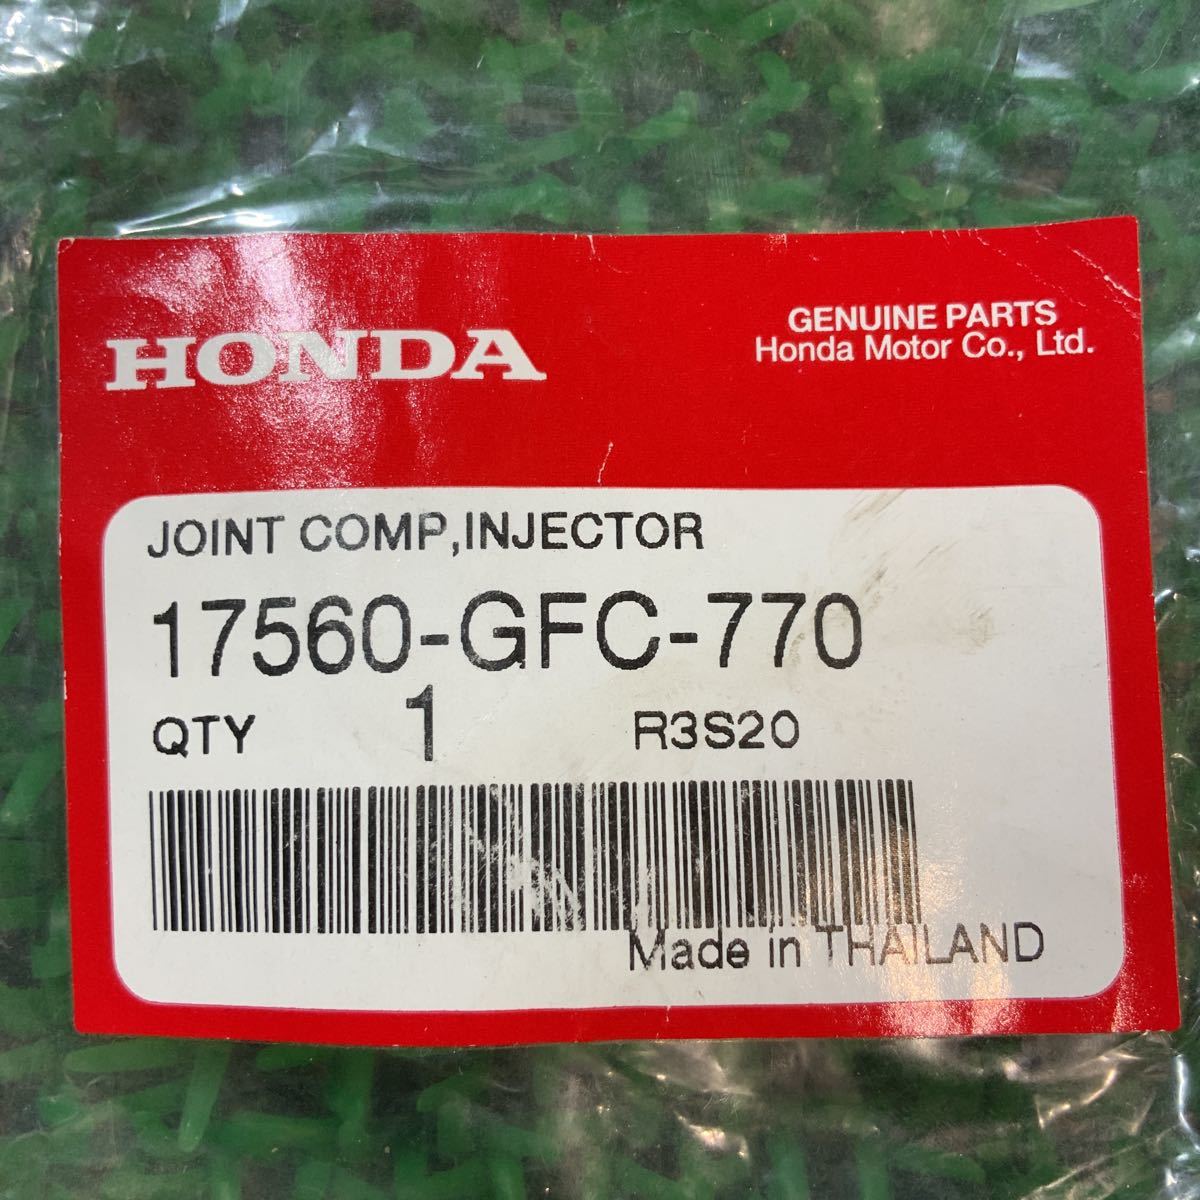 HONDA
GENUINE PARTS
Honda Motor Co., Ltd.
JOINT COMP,INJECTOR
17560-GFC-770
QTY 1 R3S20
Made in THAILAND